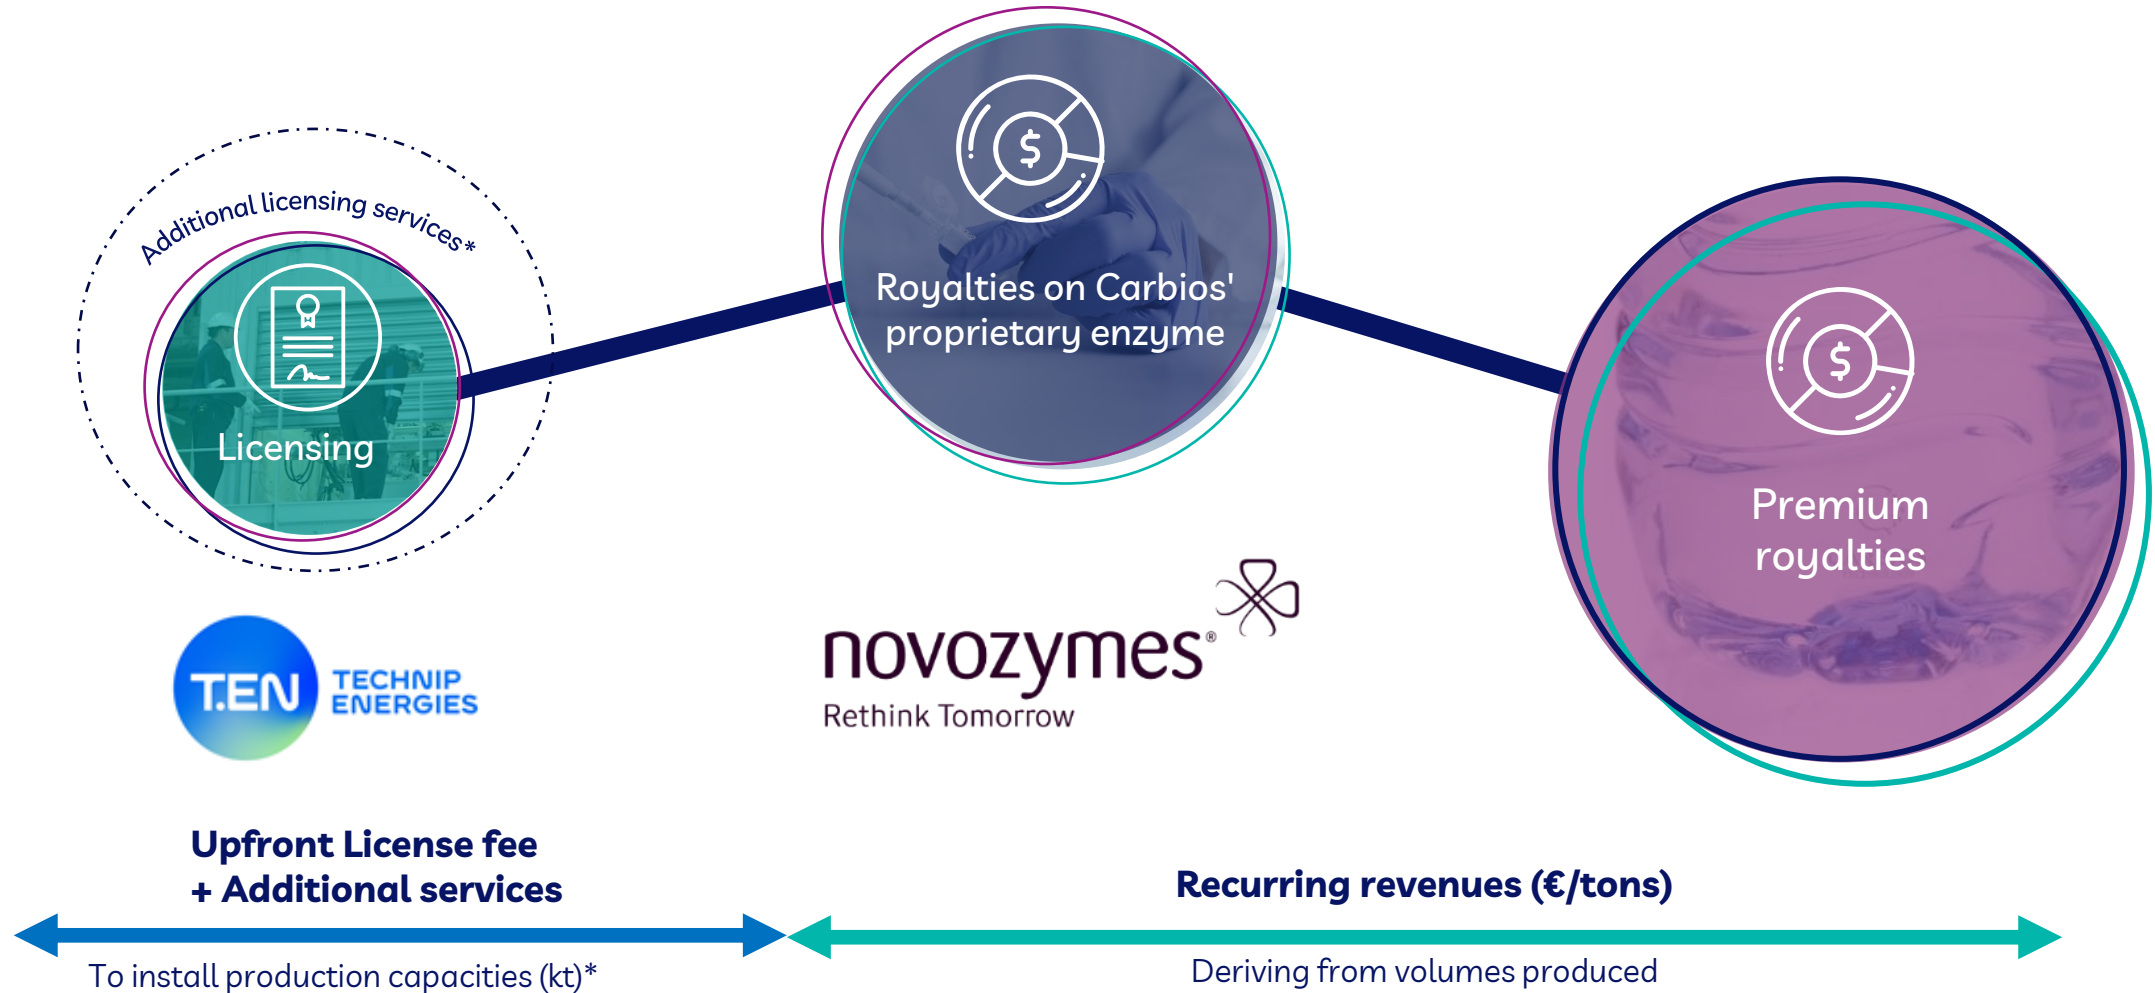 Additional licensing services*
Licensing
$
Royalties on Carbios'
proprietary enzyme
$
Premium
royalties
T.EN
TECHNIP
ENERGIES
novozymes®
Rethink Tomorrow
Upfront License fee
+ Additional services
To install production capacities (kt)*
Recurring revenues (€/tons)
Deriving from volumes produced